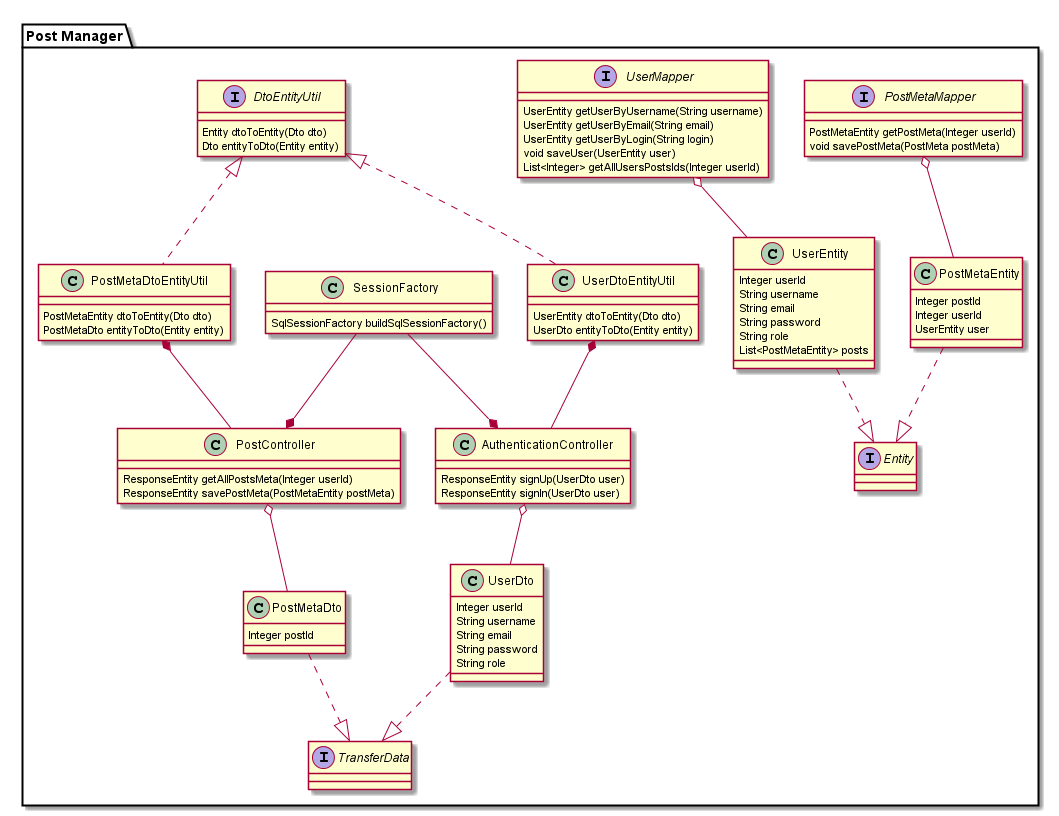 Post Manager
I DtoEntityUtil
Entity dtoToEntity(Dto dto)
Dto entityToDto(Entity entity)
I UserMapper
UserEntity getUserByUsername(String username)
UserEntity getUserByEmail(String email)
UserEntity getUserByLogin(String login)
void saveUser(UserEntity user)
List<Integer> getAllUsersPostsIds(Integer userId)
I PostMetaMapper
PostMetaEntity getPostMeta(Integer userId)
void savePostMeta(PostMeta postMeta)
C PostMetaDtoEntityUtil
PostMetaEntity dtoToEntity(Dto dto)
PostMetaDto entityToDto(Entity entity)
C SessionFactory
SqlSessionFactory buildSqlSessionFactory()
C UserDtoEntityUtil
UserEntity dtoToEntity(Dto dto)
UserDto entityToDto(Entity entity)
C UserEntity
Integer userId
String username
String email
String password
String role
List<PostMetaEntity> posts
C PostMetaEntity
Integer postId
Integer userId
UserEntity user
C PostController
ResponseEntity getAllPostsMeta(Integer userId)
ResponseEntity savePostMeta(PostMetaEntity postMeta)
C AuthenticationController
ResponseEntity signUp(UserDto user)
ResponseEntity signIn(UserDto user)
I Entity
C PostMetaDto
Integer postId
C UserDto
Integer userId
String username
String email
String password
String role
I TransferData